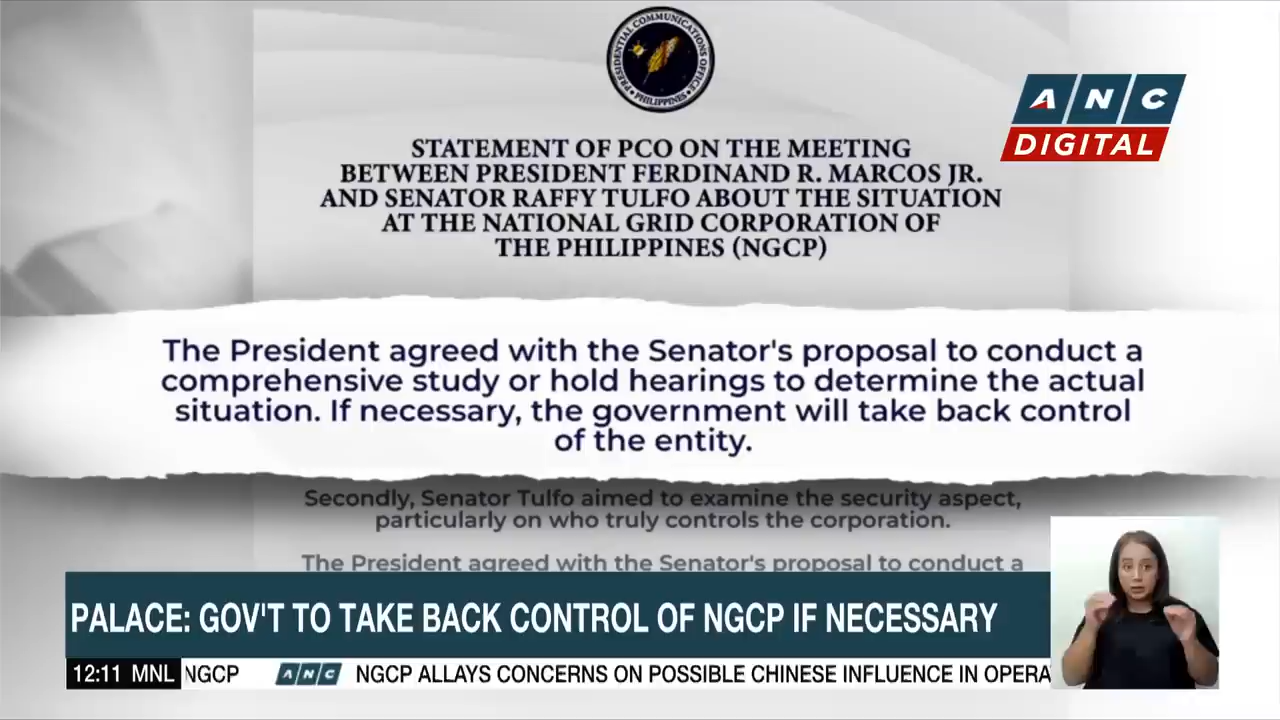 PRESIDENTIAL COMMUNICATIONS OFFICE
PHILIPPINES
ANC
DIGITAL
STATEMENT OF PCO ON THE MEETING
BETWEEN PRESIDENT FERDINAND R. MARCOS JR.
AND SENATOR RAFFY TULFO ABOUT THE SITUATION
AT THE NATIONAL GRID CORPORATION OF
THE PHILIPPINES (NGCP)
The President agreed with the Senator's proposal to conduct a
comprehensive study or hold hearings to determine the actual
situation. If necessary, the government will take back control
of the entity.
Secondly, Senator Tulfo aimed to examine the security aspect,
particularly on who truly controls the corporation.
The President agreed with the Senator's proposal to conduct a
PALACE: GOV'T TO TAKE BACK CONTROL OF NGCP IF NECESSARY
12:11 MNL NGCP ANC NGCP ALLAYS CONCERNS ON POSSIBLE CHINESE INFLUENCE IN OPERA